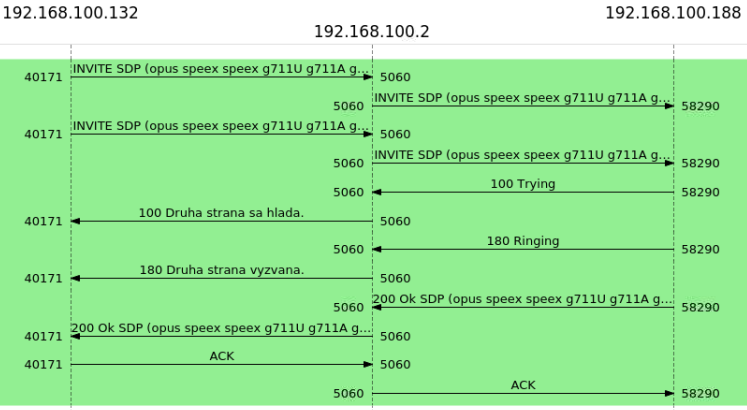 192.168.100.132 192.168.100.188
192.168.100.2
40171 INVITE SDP (opus speex speex g711U g711A g... 5060
5060 INVITE SDP (opus speex speex g711U g711A g... 58290
40171 INVITE SDP (opus speex speex g711U g711A g... 5060
5060 INVITE SDP (opus speex speex g711U g711A g... 58290
5060 100 Trying 58290
40171 100 Druha strana sa hlada. 5060
5060 180 Ringing 58290
40171 180 Druha strana vyzvana. 5060
5060 200 Ok SDP (opus speex speex g711U g711A g... 58290
40171 200 Ok SDP (opus speex speex g711U g711A g... 5060
40171 ACK 5060
5060 ACK 58290